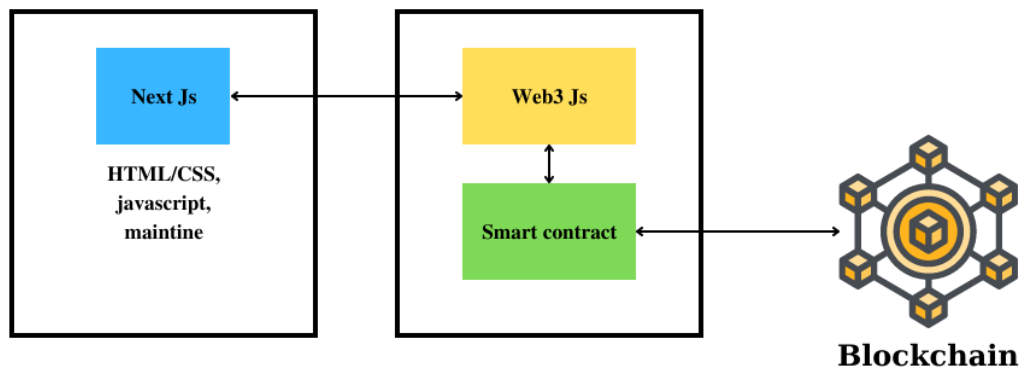 Next Js
HTML/CSS,
javascript,
maintine
Web3 Js
Smart contract
Blockchain